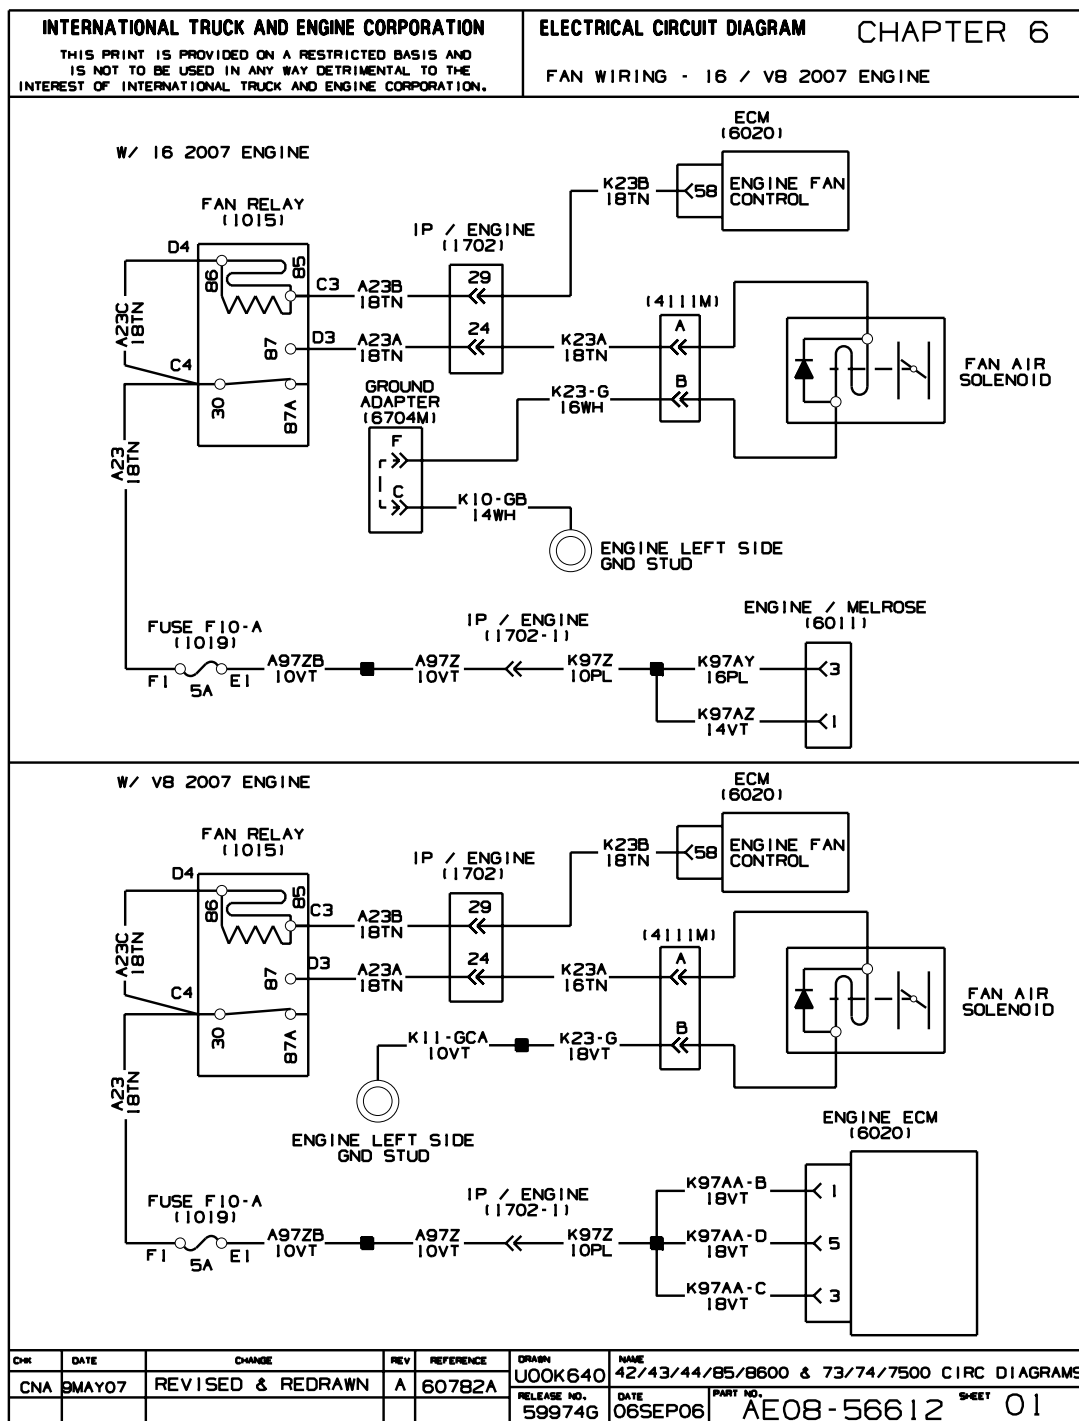 INTERNATIONAL TRUCK AND ENGINE CORPORATION
THIS PRINT IS PROVIDED ON A RESTRICTED BASIS AND
IS NOT TO BE USED IN ANY WAY DETRIMENTAL TO THE
INTEREST OF INTERNATIONAL TRUCK AND ENGINE CORPORATION.
ELECTRICAL CIRCUIT DIAGRAM CHAPTER 6
FAN WIRING - I6 / V8 2007 ENGINE
W/ I6 2007 ENGINE
ECM
(6020)
K23B
18TN
58
ENGINE FAN
CONTROL
FAN RELAY
(1015)
IP / ENGINE
(1702)
D4
86
85
C3
A23B
18TN
29
(4111M)
A23C
18TN
87
D3
A23A
18TN
24
K23A
18TN
A
FAN AIR
SOLENOID
C4
30
87A
GROUND
ADAPTER
(6704M)
K23-G
16WH
B
A23
18TN
F
C
K10-GB
14WH
ENGINE LEFT SIDE
GND STUD
ENGINE / MELROSE
(6011)
FUSE F10-A
(1019)
IP / ENGINE
(1702-1)
F1
5A
E1
A97ZB
10VT
A97Z
10VT
K97Z
10PL
K97AY
16PL
3
K97AZ
14VT
1
W/ V8 2007 ENGINE
ECM
(6020)
K23B
18TN
58
ENGINE FAN
CONTROL
FAN RELAY
(1015)
IP / ENGINE
(1702)
D4
86
85
C3
A23B
18TN
29
(4111M)
A23C
18TN
87
D3
A23A
18TN
24
K23A
16TN
A
FAN AIR
SOLENOID
C4
30
87A
K11-GCA
10VT
K23-G
18VT
B
A23
18TN
ENGINE LEFT SIDE
GND STUD
ENGINE ECM
(6020)
FUSE F10-A
(1019)
IP / ENGINE
(1702-1)
F1
5A
E1
A97ZB
10VT
A97Z
10VT
K97Z
10PL
K97AA-B
18VT
1
K97AA-D
18VT
5
K97AA-C
18VT
3
CHK DATE CHANGE REV REFERENCE
CNA 9MAY07 REVISED & REDRAWN A 60782A
DRAWN
U00K640
NAME
42/43/44/85/8600 & 73/74/7500 CIRC DIAGRAMS
RELEASE NO.
59974G
DATE
06SEP06
PART NO.
AE08-56612
SHEET 01